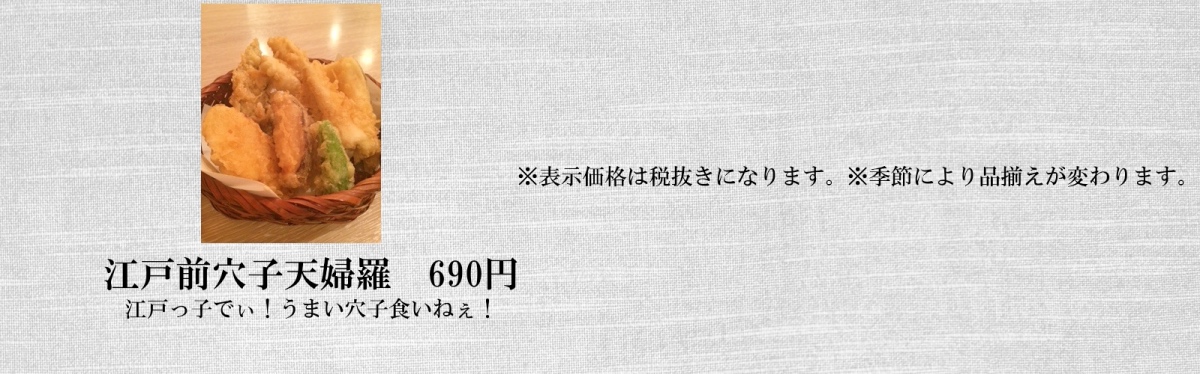 ※表示価格は税抜きになります。※季節により品揃えが変わります。
江戸前穴子天婦羅　690円
江戸っ子でぃ！うまい穴子食いねぇ！